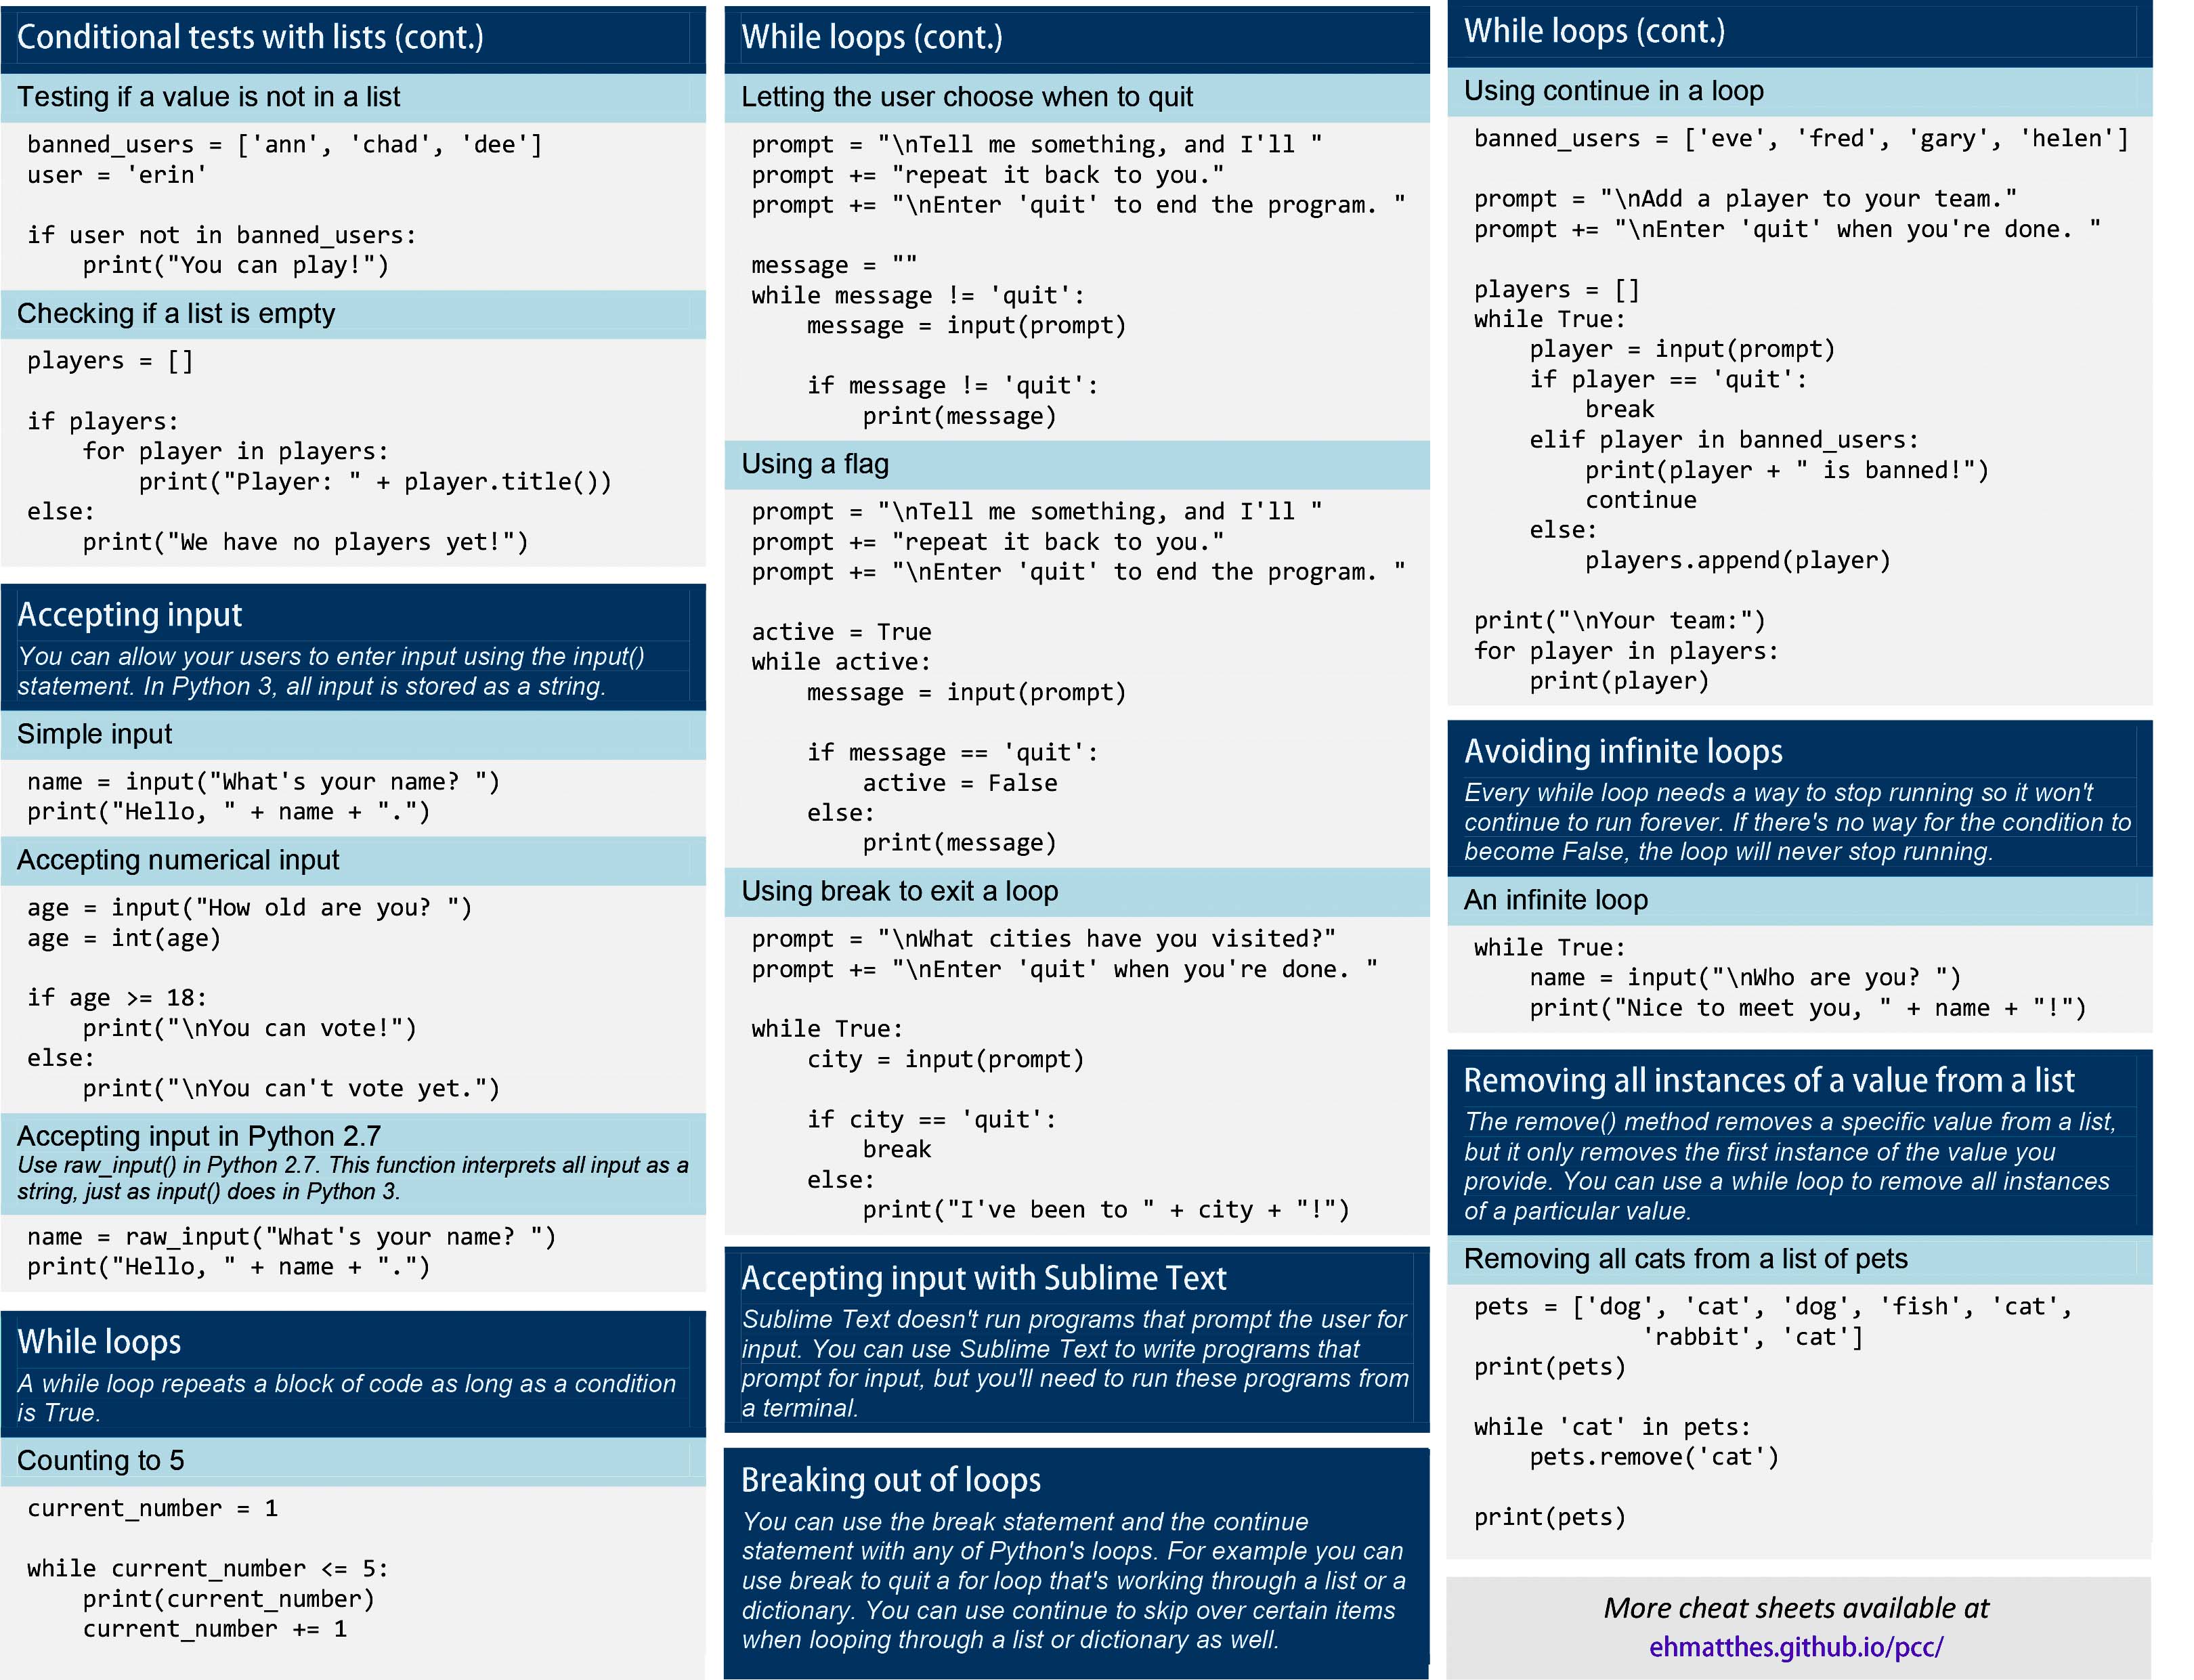 Conditional tests with lists (cont.)
Testing if a value is not in a list
banned_users = ['ann', 'chad', 'dee']
user = 'erin'

if user not in banned_users:
    print("You can play!")
Checking if a list is empty
players = []

if players:
    for player in players:
        print("Player: " + player.title())
else:
    print("We have no players yet!")
Accepting input
You can allow your users to enter input using the input()
statement. In Python 3, all input is stored as a string.
Simple input
name = input("What's your name? ")
print("Hello, " + name + ".")
Accepting numerical input
age = input("How old are you? ")
age = int(age)

if age >= 18:
    print("\nYou can vote!")
else:
    print("\nYou can't vote yet.")
Accepting input in Python 2.7
Use raw_input() in Python 2.7. This function interprets all input as a
string, just as input() does in Python 3.
name = raw_input("What's your name? ")
print("Hello, " + name + ".")
While loops
A while loop repeats a block of code as long as a condition
is True.
Counting to 5
current_number = 1

while current_number <= 5:
    print(current_number)
    current_number += 1
While loops (cont.)
Letting the user choose when to quit
prompt = "\nTell me something, and I'll "
prompt += "repeat it back to you."
prompt += "\nEnter 'quit' to end the program. "

message = ""
while message != 'quit':
    message = input(prompt)

    if message != 'quit':
        print(message)
Using a flag
prompt = "\nTell me something, and I'll "
prompt += "repeat it back to you."
prompt += "\nEnter 'quit' to end the program. "

active = True
while active:
    message = input(prompt)

    if message == 'quit':
        active = False
    else:
        print(message)
Using break to exit a loop
prompt = "\nWhat cities have you visited?"
prompt += "\nEnter 'quit' when you're done. "

while True:
    city = input(prompt)

    if city == 'quit':
        break
    else:
        print("I've been to " + city + "!")
Accepting input with Sublime Text
Sublime Text doesn't run programs that prompt the user for
input. You can use Sublime Text to write programs that
prompt for input, but you'll need to run these programs from
a terminal.
Breaking out of loops
You can use the break statement and the continue
statement with any of Python's loops. For example you can
use break to quit a for loop that's working through a list or a
dictionary. You can use continue to skip over certain items
when looping through a list or dictionary as well.
While loops (cont.)
Using continue in a loop
banned_users = ['eve', 'fred', 'gary', 'helen']

prompt = "\nAdd a player to your team."
prompt += "\nEnter 'quit' when you're done. "

players = []
while True:
    player = input(prompt)
    if player == 'quit':
        break
    elif player in banned_users:
        print(player + " is banned!")
        continue
    else:
        players.append(player)

print("\nYour team:")
for player in players:
    print(player)
Avoiding infinite loops
Every while loop needs a way to stop running so it won't
continue to run forever. If there's no way for the condition to
become False, the loop will never stop running.
An infinite loop
while True:
    name = input("\nWho are you? ")
    print("Nice to meet you, " + name + "!")
Removing all instances of a value from a list
The remove() method removes a specific value from a list,
but it only removes the first instance of the value you
provide. You can use a while loop to remove all instances
of a particular value.
Removing all cats from a list of pets
pets = ['dog', 'cat', 'dog', 'fish', 'cat',
            'rabbit', 'cat']
print(pets)

while 'cat' in pets:
    pets.remove('cat')

print(pets)
More cheat sheets available at
ehmatthes.github.io/pcc/